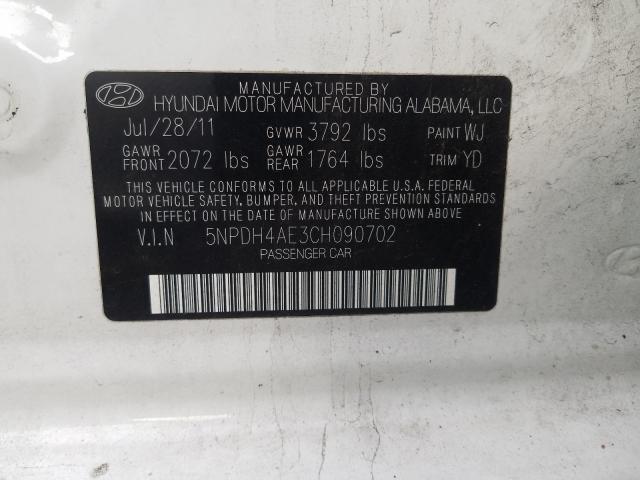 MANUFACTURED BY
HYUNDAI MOTOR MANUFACTURING ALABAMA, LLC
Jul/28/11 GVWR 3792 lbs PAINT WJ
GAWR FRONT 2072 lbs GAWR REAR 1764 lbs TRIM YD
THIS VEHICLE CONFORMS TO ALL APPLICABLE U.S.A. FEDERAL
MOTOR VEHICLE SAFETY, BUMPER, AND THEFT PREVENTION STANDARDS
IN EFFECT ON THE DATE OF MANUFACTURE SHOWN ABOVE.
V.I.N 5NPDH4AE3CH090702
PASSENGER CAR